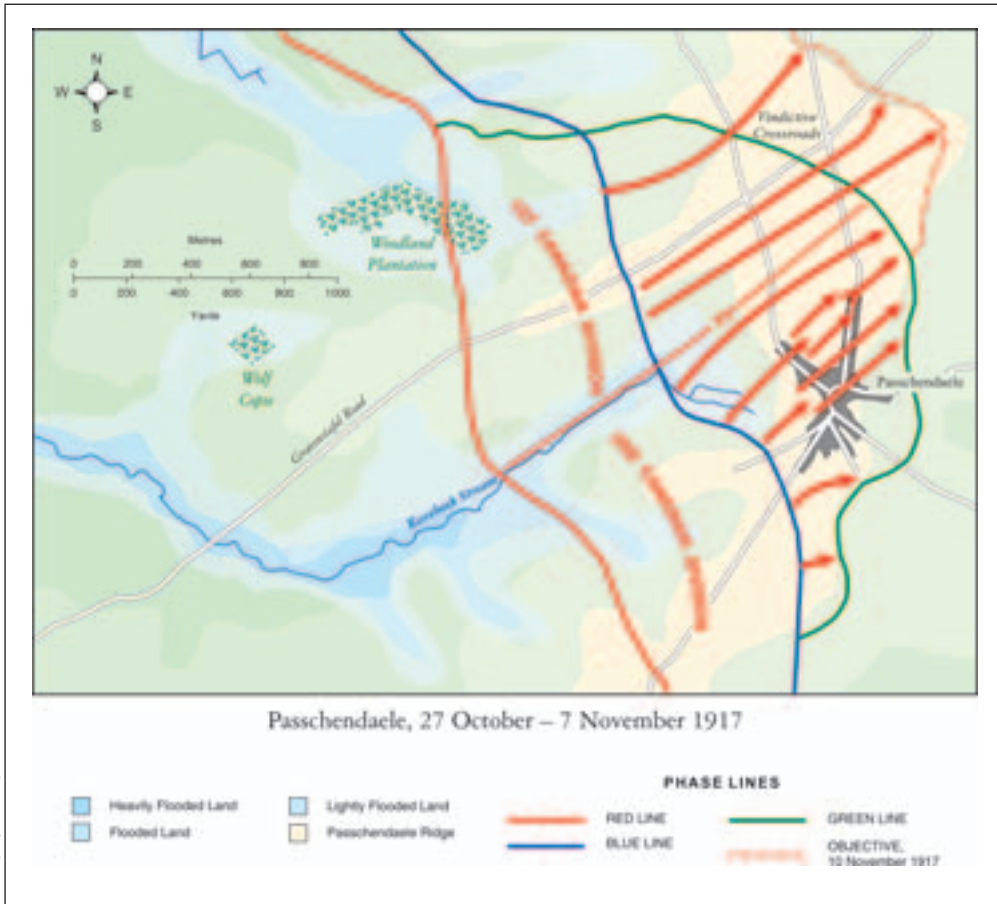 N
W E
S
Vindictive
Crossroads
Woodland
Plantation
Metres
0 200 400 600 800
0 200 400 600 800 1000
Yards
Wolf
Copse
Passchendaele
Gravenstafel Road
Ravebeek Stream
Passchendaele, 27 October – 7 November 1917
PHASE LINES
Heavily Flooded Land
Lightly Flooded Land
RED LINE
GREEN LINE
Flooded Land
Passchendaele Ridge
BLUE LINE
OBJECTIVE,
10 November 1917